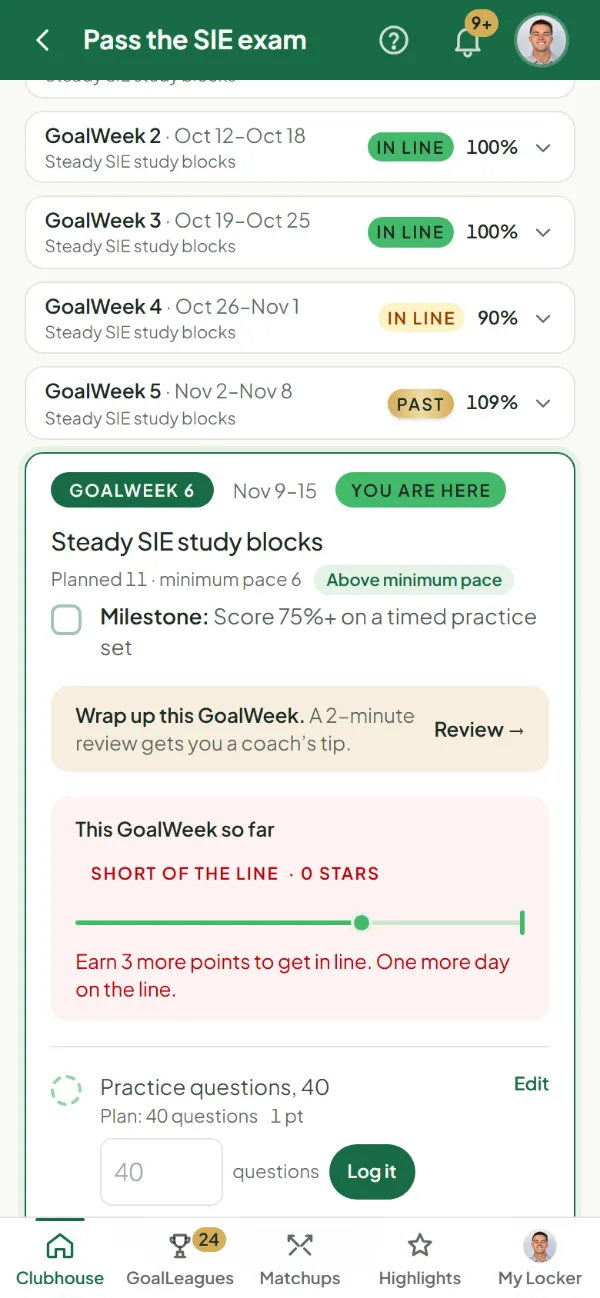 Pass the SIE exam
9+
Steady SIE study blocks
GoalWeek 2 · Oct 12–Oct 18
IN LINE 100%
Steady SIE study blocks
GoalWeek 3 · Oct 19–Oct 25
IN LINE 100%
Steady SIE study blocks
GoalWeek 4 · Oct 26–Nov 1
IN LINE 90%
Steady SIE study blocks
GoalWeek 5 · Nov 2–Nov 8
PAST 109%
Steady SIE study blocks
GOALWEEK 6 Nov 9–15 YOU ARE HERE
Steady SIE study blocks
Planned 11 · minimum pace 6 Above minimum pace
Milestone: Score 75%+ on a timed practice
set
Wrap up this GoalWeek. A 2–minute
review gets you a coach’s tip.
Review →
This GoalWeek so far
SHORT OF THE LINE · 0 STARS
Earn 3 more points to get in line. One more day
on the line.
Practice questions, 40
Edit
Plan: 40 questions 1 pt
40 questions Log it
24
Clubhouse GoalLeagues Matchups Highlights My Locker